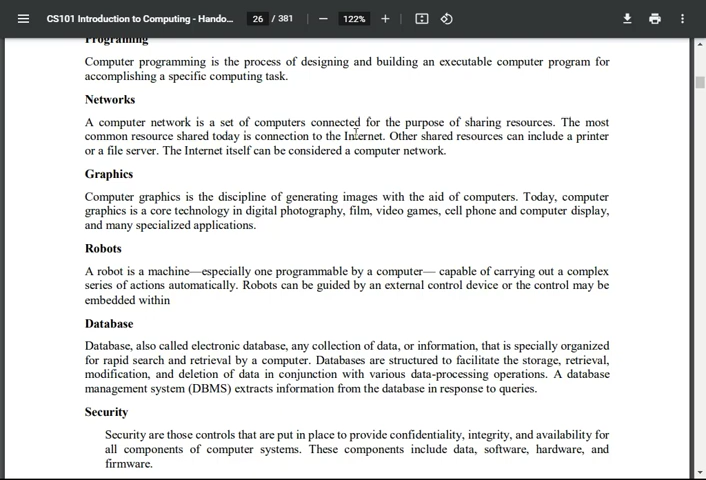 CS101 Introduction to Computing - Hando...
26 / 381
122%
Programing
Computer programming is the process of designing and building an executable computer program for
accomplishing a specific computing task.
Networks
A computer network is a set of computers connected for the purpose of sharing resources. The most
common resource shared today is connection to the Internet. Other shared resources can include a printer
or a file server. The Internet itself can be considered a computer network.
Graphics
Computer graphics is the discipline of generating images with the aid of computers. Today, computer
graphics is a core technology in digital photography, film, video games, cell phone and computer display,
and many specialized applications.
Robots
A robot is a machine—especially one programmable by a computer— capable of carrying out a complex
series of actions automatically. Robots can be guided by an external control device or the control may be
embedded within
Database
Database, also called electronic database, any collection of data, or information, that is specially organized
for rapid search and retrieval by a computer. Databases are structured to facilitate the storage, retrieval,
modification, and deletion of data in conjunction with various data-processing operations. A database
management system (DBMS) extracts information from the database in response to queries.
Security
Security are those controls that are put in place to provide confidentiality, integrity, and availability for
all components of computer systems. These components include data, software, hardware, and
firmware.